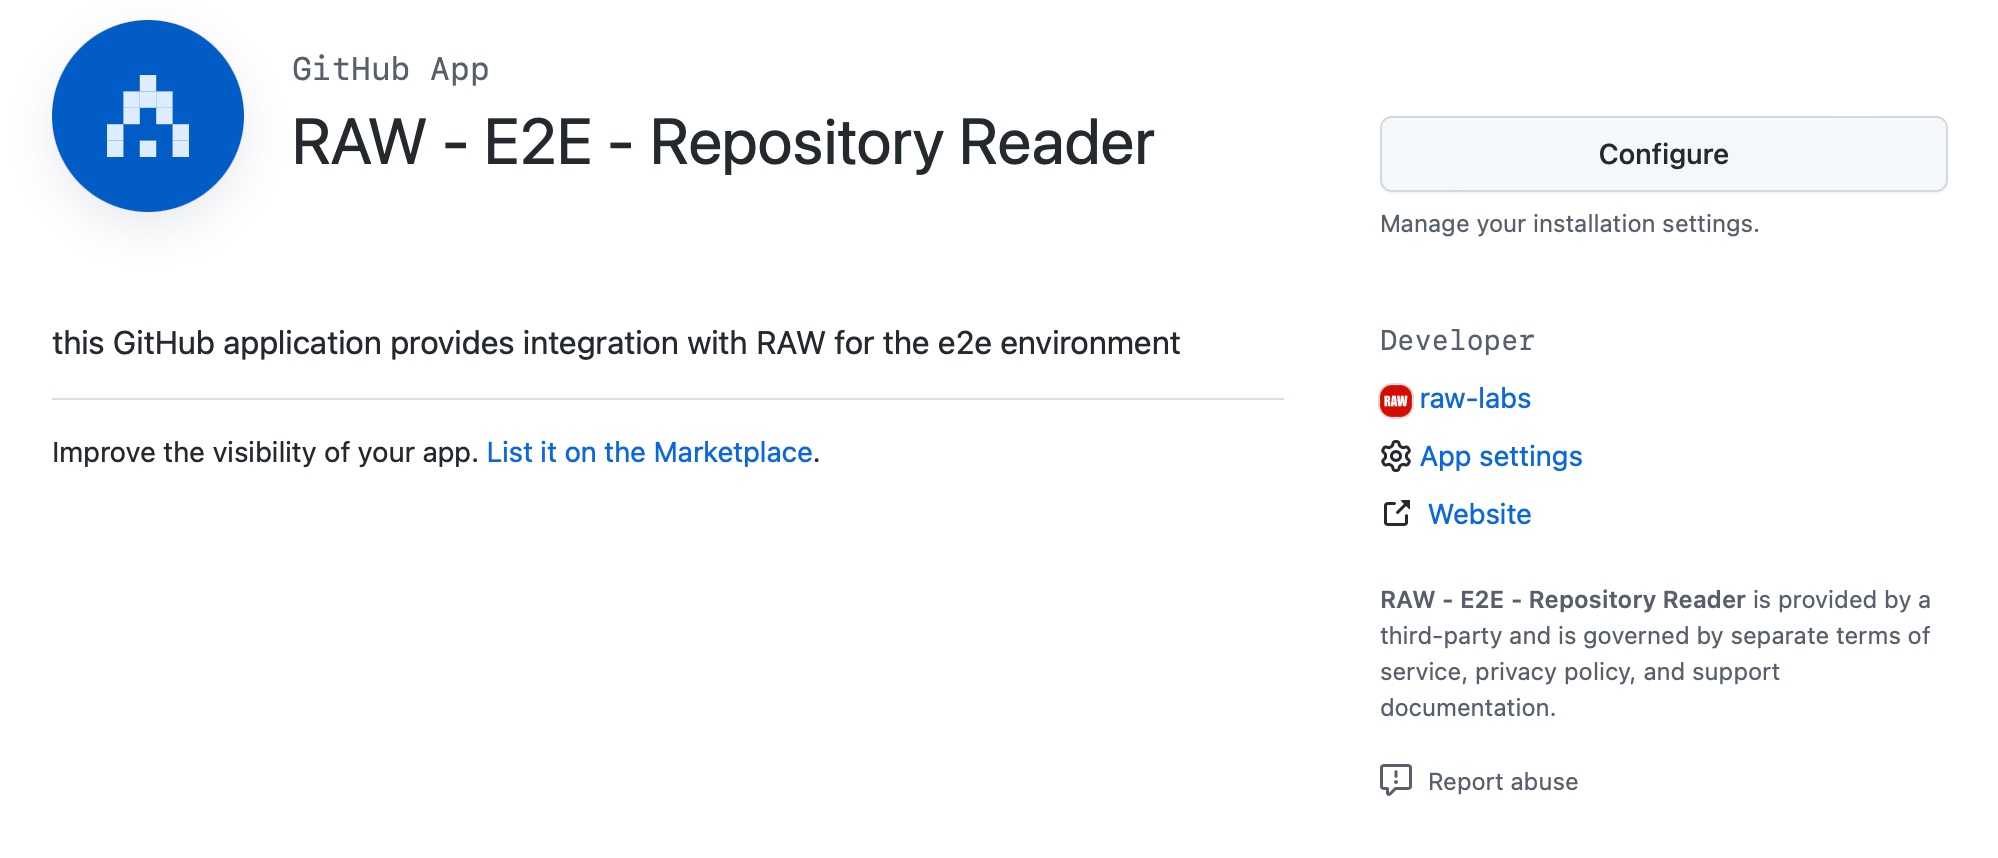 GitHub App
RAW - E2E - Repository Reader
Configure
Manage your installation settings.
this GitHub application provides integration with RAW for the e2e environment
Improve the visibility of your app. List it on the Marketplace.
Developer
RAW raw-labs
App settings
Website
RAW - E2E - Repository Reader is provided by a
third-party and is governed by separate terms of
service, privacy policy, and support
documentation.
Report abuse